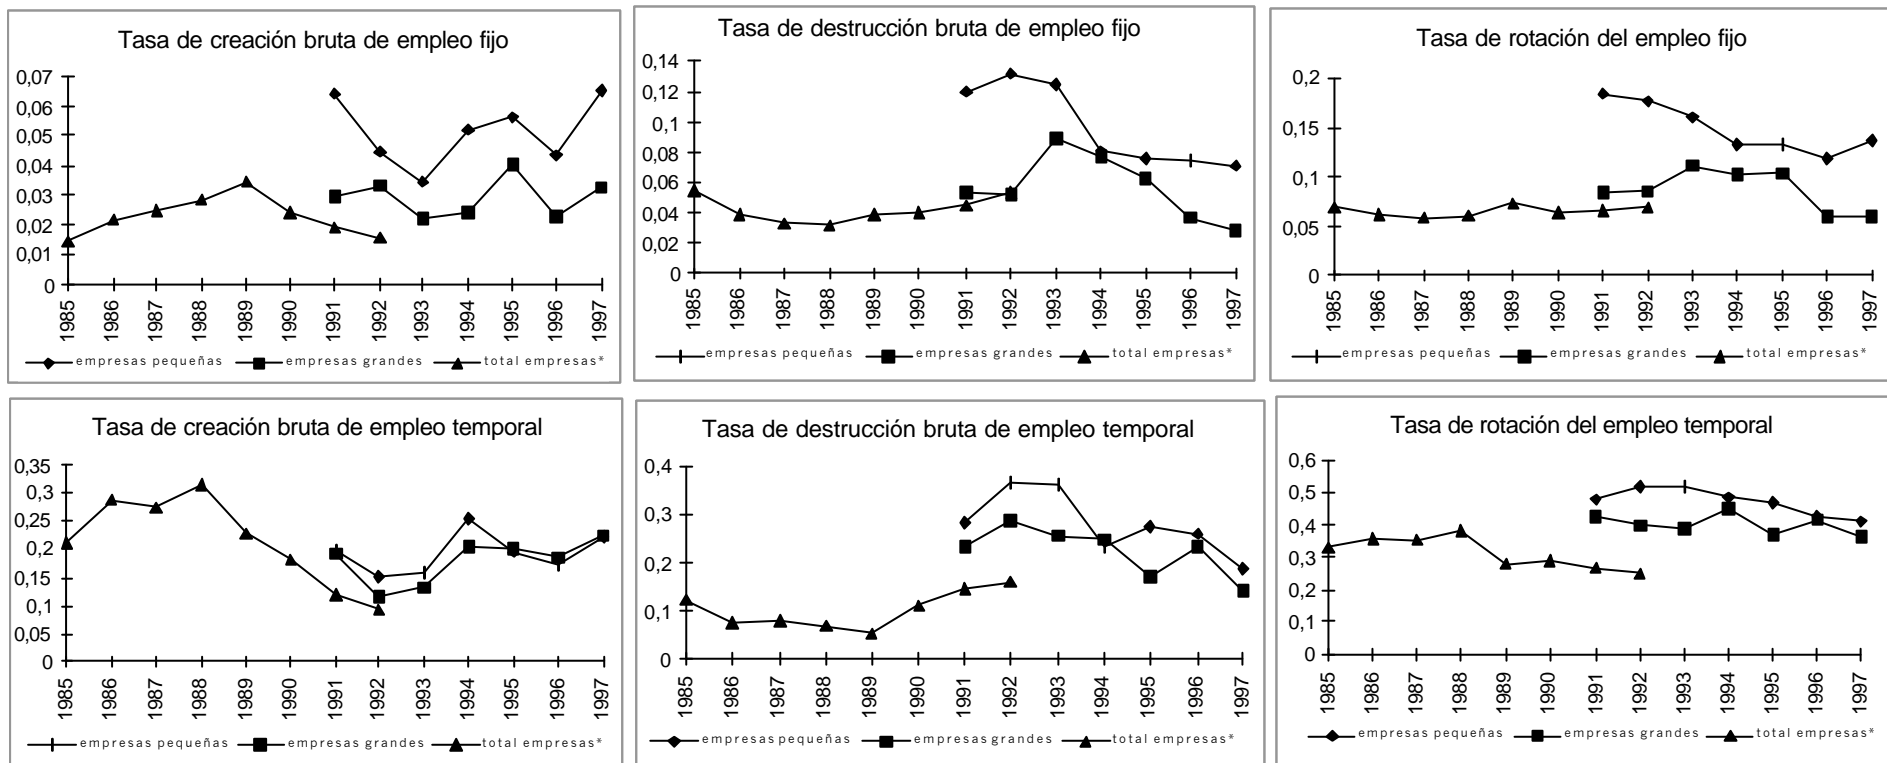 Tasa de creación bruta de empleo fijo
0,07
0,06
0,05
0,04
0,03
0,02
0,01
0
1985 1986 1987 1988 1989 1990 1991 1992 1993 1994 1995 1996 1997
empresas pequeñas empresas grandes total empresas*
Tasa de destrucción bruta de empleo fijo
0,14
0,12
0,1
0,08
0,06
0,04
0,02
0
1985 1986 1987 1988 1989 1990 1991 1992 1993 1994 1995 1996 1997
empresas pequeñas empresas grandes total empresas*
Tasa de rotación del empleo fijo
0,2
0,15
0,1
0,05
0
1985 1986 1987 1988 1989 1990 1991 1992 1993 1994 1995 1996 1997
empresas pequeñas empresas grandes total empresas*
Tasa de creación bruta de empleo temporal
0,35
0,3
0,25
0,2
0,15
0,1
0,05
0
1985 1986 1987 1988 1989 1990 1991 1992 1993 1994 1995 1996 1997
empresas pequeñas empresas grandes total empresas*
Tasa de destrucción bruta de empleo temporal
0,4
0,3
0,2
0,1
0
1985 1986 1987 1988 1989 1990 1991 1992 1993 1994 1995 1996 1997
empresas pequeñas empresas grandes total empresas*
Tasa de rotación del empleo temporal
0,6
0,5
0,4
0,3
0,2
0,1
0
1985 1986 1987 1988 1989 1990 1991 1992 1993 1994 1995 1996 1997
empresas pequeñas empresas grandes total empresas*